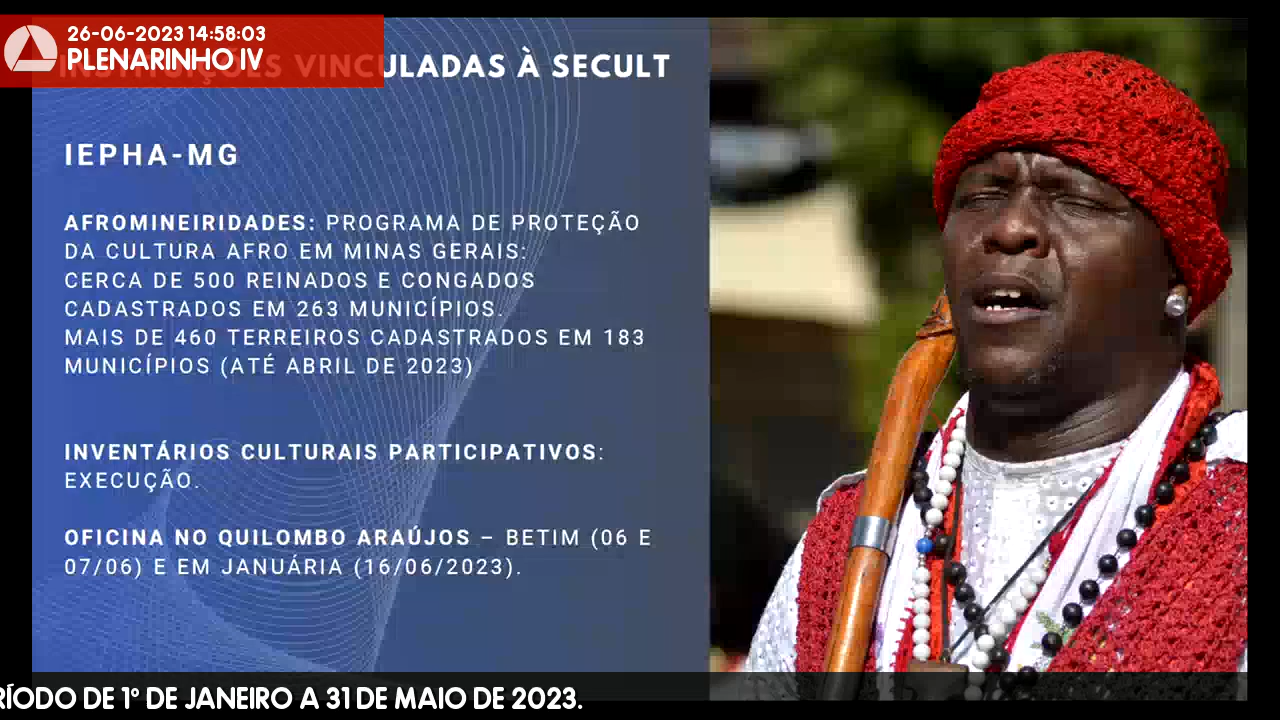 26-06-2023 14:58:03
PLENARINHO IV
INSTITUIÇÕES VINCULADAS À SECULT
IEPHA-MG
AFROMINEIRIDADES: PROGRAMA DE PROTEÇÃO
DA CULTURA AFRO EM MINAS GERAIS:
CERCA DE 500 REINADOS E CONGADOS
CADASTRADOS EM 263 MUNICÍPIOS.
MAIS DE 460 TERREIROS CADASTRADOS EM 183
MUNICÍPIOS (ATÉ ABRIL DE 2023)
INVENTÁRIOS CULTURAIS PARTICIPATIVOS:
EXECUÇÃO.
OFICINA NO QUILOMBO ARAÚJOS – BETIM (06 E
07/06) E EM JANUÁRIA (16/06/2023).
RÍODO DE 1º DE JANEIRO A 31 DE MAIO DE 2023.